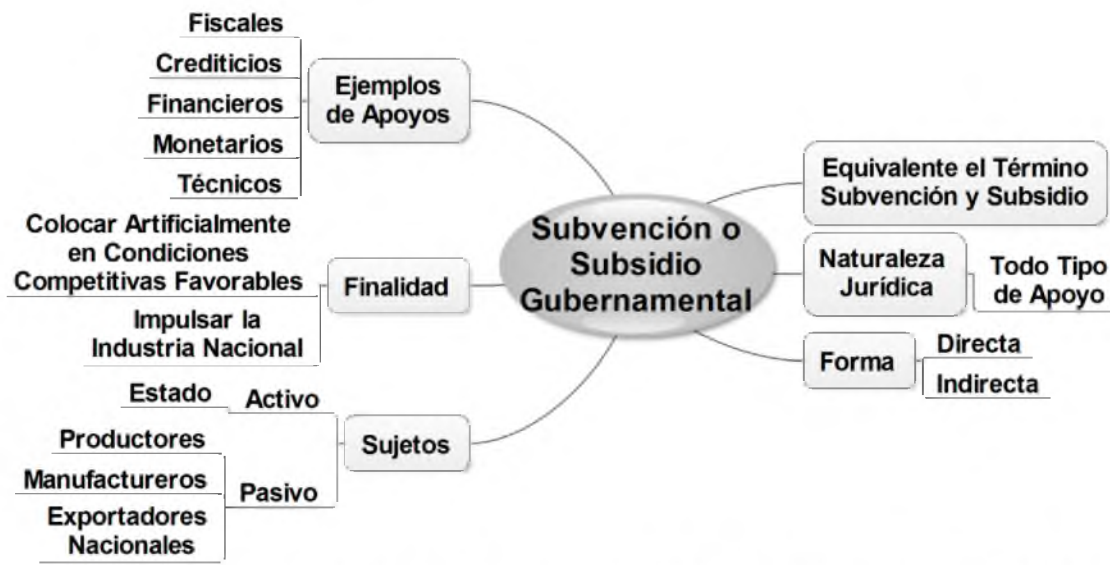 Subvención o
Subsidio
Gubernamental
Ejemplos
de Apoyos
Fiscales
Crediticios
Financieros
Monetarios
Técnicos
Finalidad
Colocar Artificialmente
en Condiciones
Competitivas Favorables
Impulsar la
Industria Nacional
Sujetos
Activo
Estado
Pasivo
Productores
Manufactureros
Exportadores
Nacionales
Equivalente el Término
Subvención y Subsidio
Naturaleza
Jurídica
Todo Tipo
de Apoyo
Forma
Directa
Indirecta